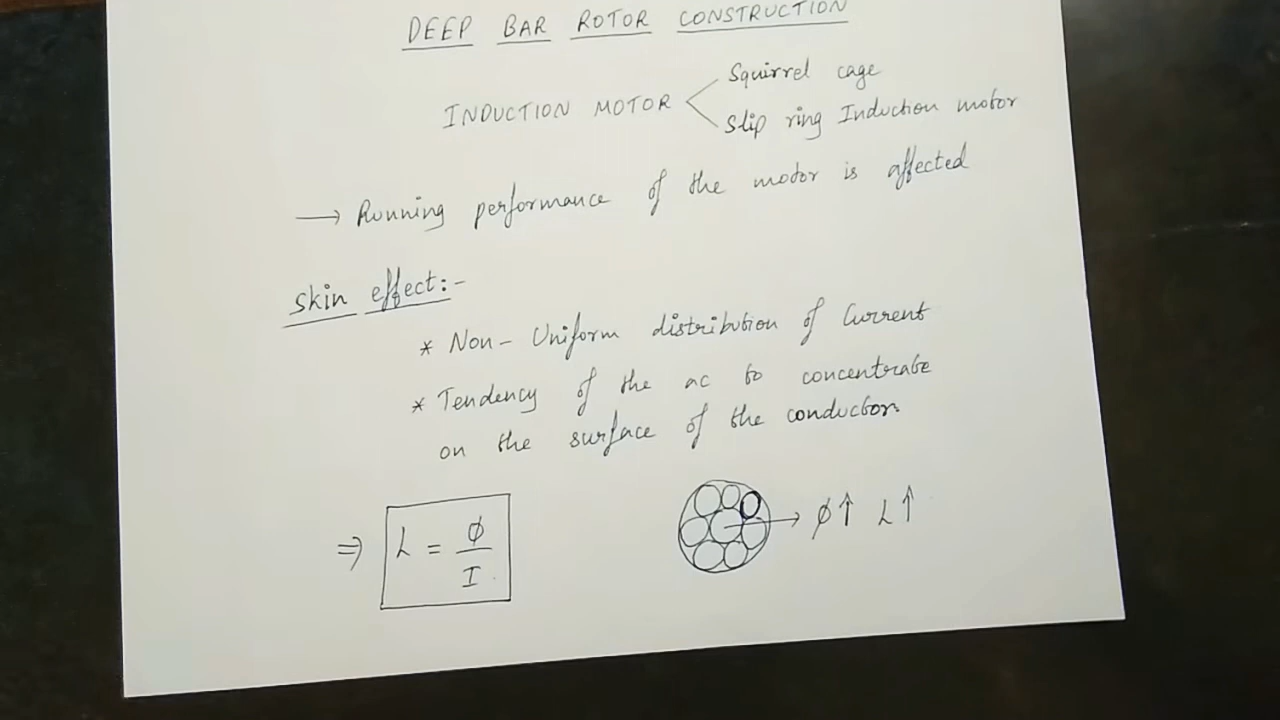 DEEP BAR ROTOR CONSTRUCTION
INDUCTION MOTOR
Squirrel cage
Slip ring Induction motor
→ Running performance of the motor is affected
Skin effect:-
* Non-Uniform distribution of Current
* Tendency of the ac to concentrate
on the surface of the conductor.
⇒ L = ϕ / I
→ ϕ↑ L↑